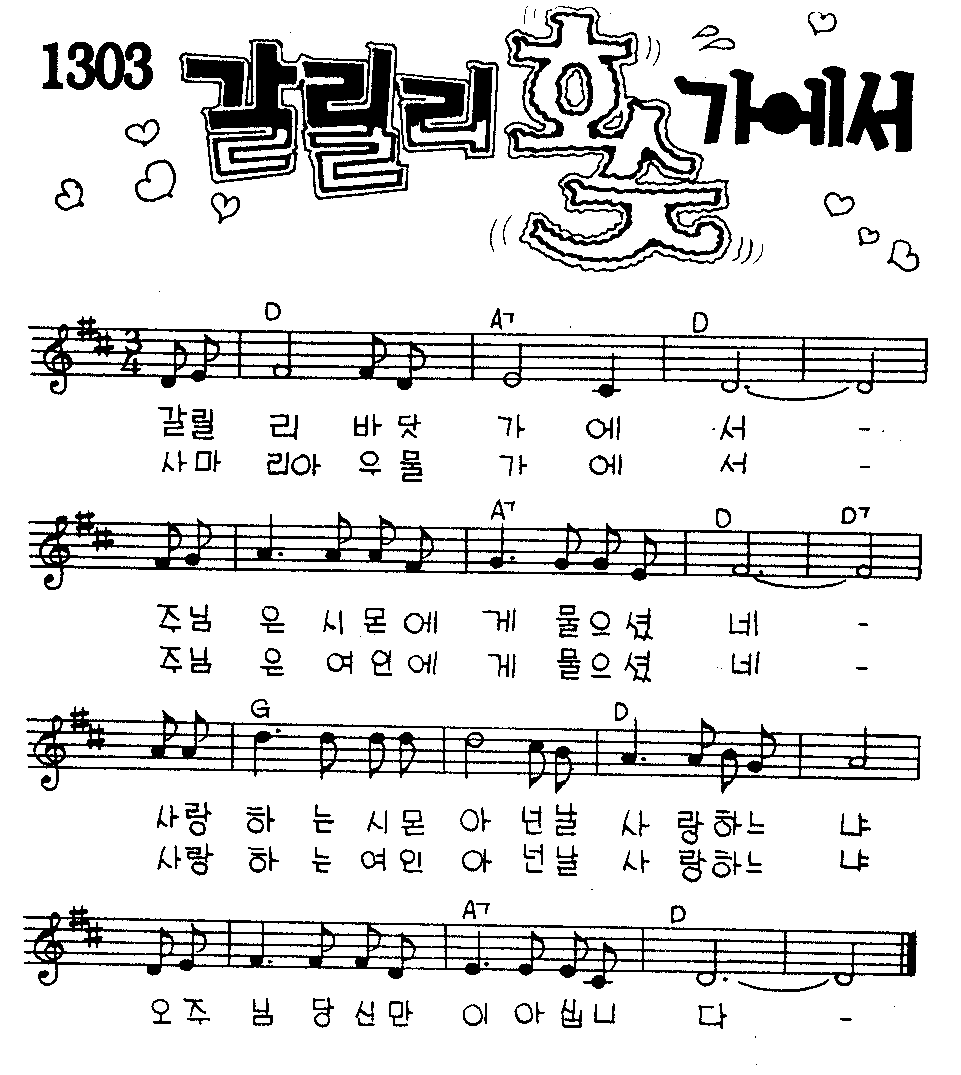 1303 갈릴리 호숫가에서
3/4
D A7 D
갈릴 리 바 닷 가 에 서 -
사마 리아 우 물 가 에 서 -
A7 D D7
주님 은 시 몬 에 게 물으셨 네 -
주님 은 여 인 에 게 물으셨 네 -
G D
사랑 하 는 시몬 아 넌날 사 랑하느 냐
사랑 하 는 여인 아 넌날 사 랑하느 냐
A7 D
오주 님 당 신만 이 아십니 다 -